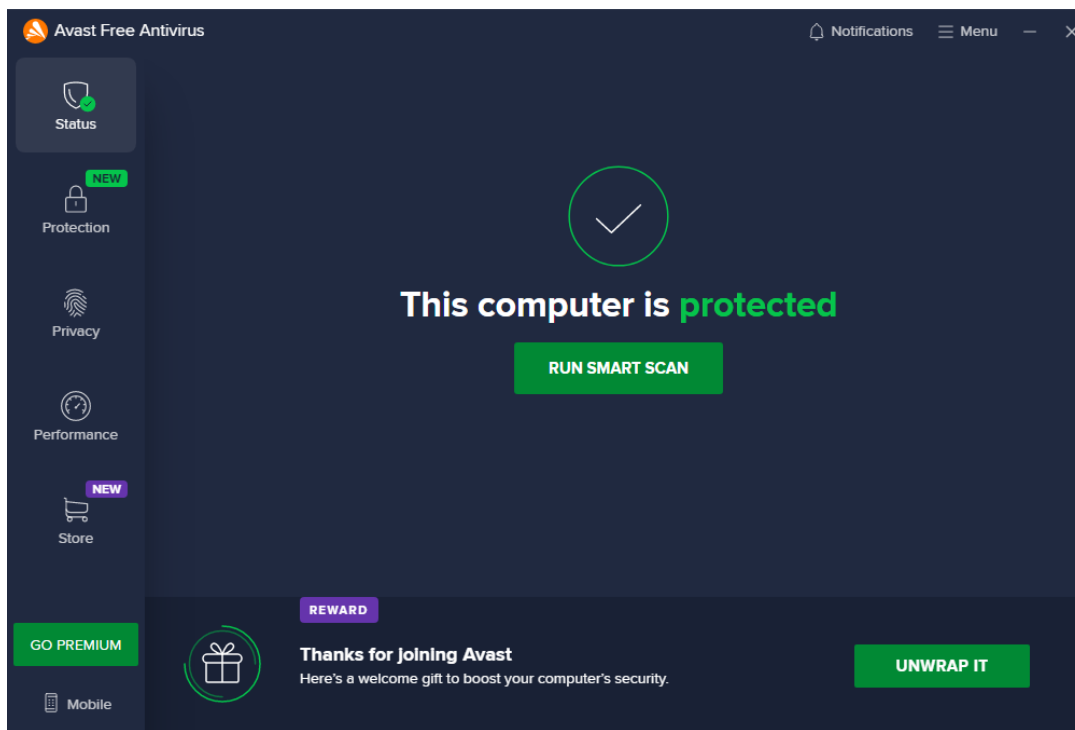 Avast Free Antivirus
Notifications
Menu
Status
NEW
Protection
Privacy
Performance
NEW
Store
GO PREMIUM
Mobile
This computer is protected
RUN SMART SCAN
REWARD
Thanks for joining Avast
Here's a welcome gift to boost your computer's security.
UNWRAP IT